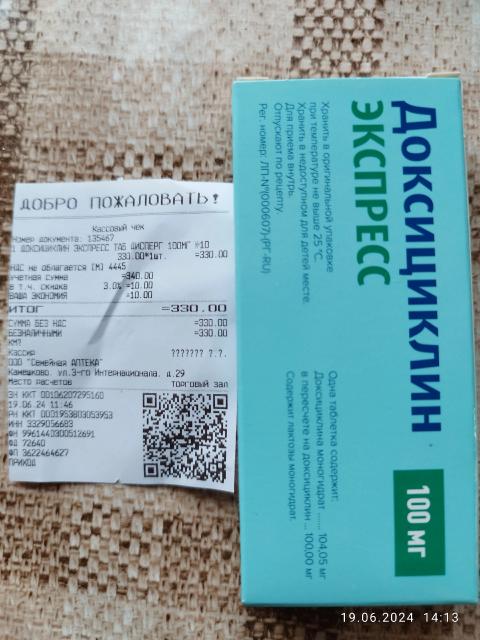 ДОБРО ПОЖАЛОВАТЬ!
Кассовый чек
Номер документа: 135467
1 ДОКСИЦИКЛИН ЭКСПРЕСС ТАБ ДИСПЕРГ 100МГ №10
330.00*1шт. =330.00
НДС не облагается [М] 4445
учетная сумма =340.00
в т.ч. скидка 3.0% =10.00
ВАША ЭКОНОМИЯ =10.00
ИТОГ =330.00
СУММА БЕЗ НДС =330.00
БЕЗНАЛИЧНЫМИ =330.00
КМ?
Кассир ??????? ?.?.
ООО "Семейная АПТЕКА"
Камешково, ул.3-го Интернационала, д.29
Место расчетов торговый зал
ЗН ККТ 00106207295160
19.06.24 11:46
РН ККТ 0001953803053953
ИНН 3329056683
ФН 9961440300512691
ФД 72640
ФП 3622464627
ПРИХОД
Доксициклин
ЭКСПРЕСС
100 МГ
Хранить в оригинальной упаковке
при температуре не выше 25 °C.
Хранить в недоступном для детей месте.
Для приема внутрь.
Отпускают по рецепту.
Рег. номер: ЛП-№(000607)-(РГ-RU)
Одна таблетка содержит:
Доксициклина моногидрат ...... 104,05 мг
в пересчете на доксициклин ... 100,00 мг
Содержит лактозы моногидрат.
19.06.2024 14:13